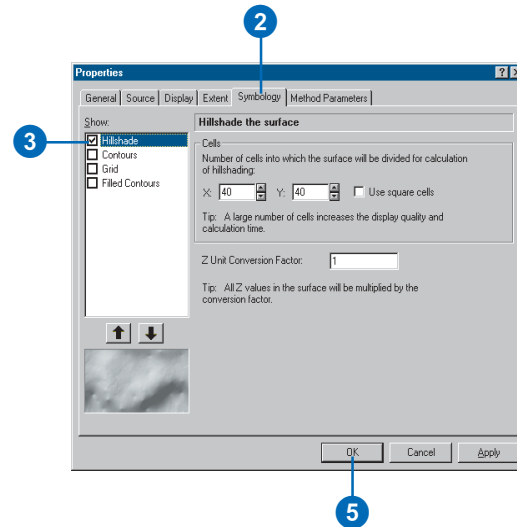 2
Properties
? X
General Source Display Extent Symbology Method Parameters
Show:
Hillshade
Contours
Grid
Filled Contours
3
Hillshade the surface
Cells
Number of cells into which the surface will be divided for calculation
of hillshading:
X: 40 Y: 40 Use square cells
Tip: A large number of cells increases the display quality and
calculation time.
Z Unit Conversion Factor: 1
Tip: All Z values in the surface will be multiplied by the
conversion factor.
OK Cancel Apply
5